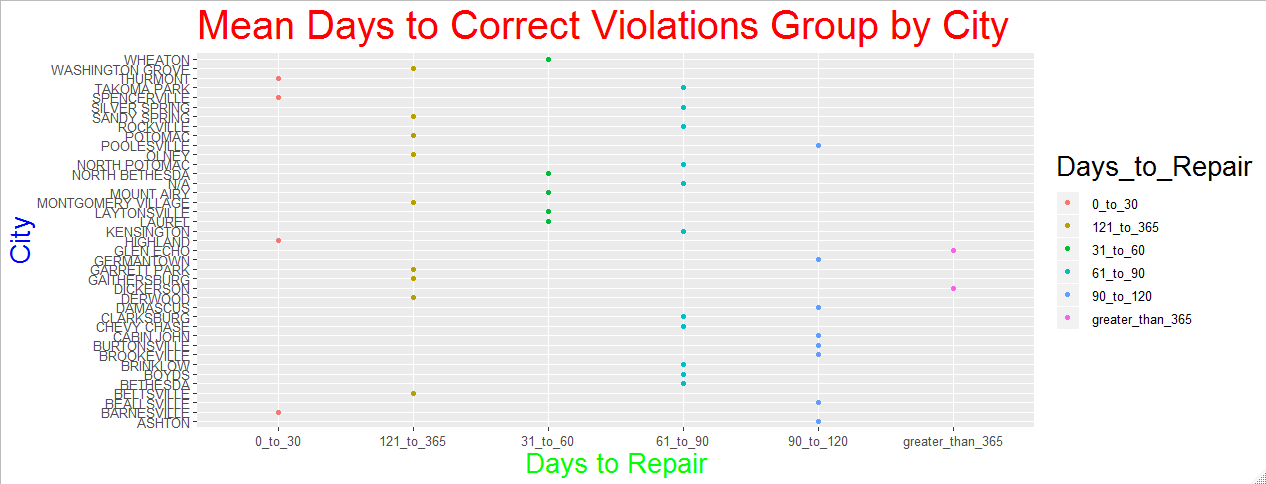 Mean Days to Correct Violations Group by City
City
WHEATON
WASHINGTON GROVE
THURMONT
TAKOMA PARK
SPENCERVILLE
SILVER SPRING
SANDY SPRING
ROCKVILLE
POTOMAC
POOLESVILLE
OLNEY
NORTH POTOMAC
NORTH BETHESDA
N/A
MOUNT AIRY
MONTGOMERY VILLAGE
LAYTONSVILLE
LAUREL
KENSINGTON
HIGHLAND
GLEN ECHO
GERMANTOWN
GARRETT PARK
GAITHERSBURG
DICKERSON
DERWOOD
DAMASCUS
CLARKSBURG
CHEVY CHASE
CABIN JOHN
BURTONSVILLE
BROOKEVILLE
BRINKLOW
BOYDS
BETHESDA
BELTSVILLE
BEALLSVILLE
BARNESVILLE
ASHTON
0_to_30 121_to_365 31_to_60 61_to_90 90_to_120 greater_than_365
Days to Repair
Days_to_Repair
0_to_30
121_to_365
31_to_60
61_to_90
90_to_120
greater_than_365